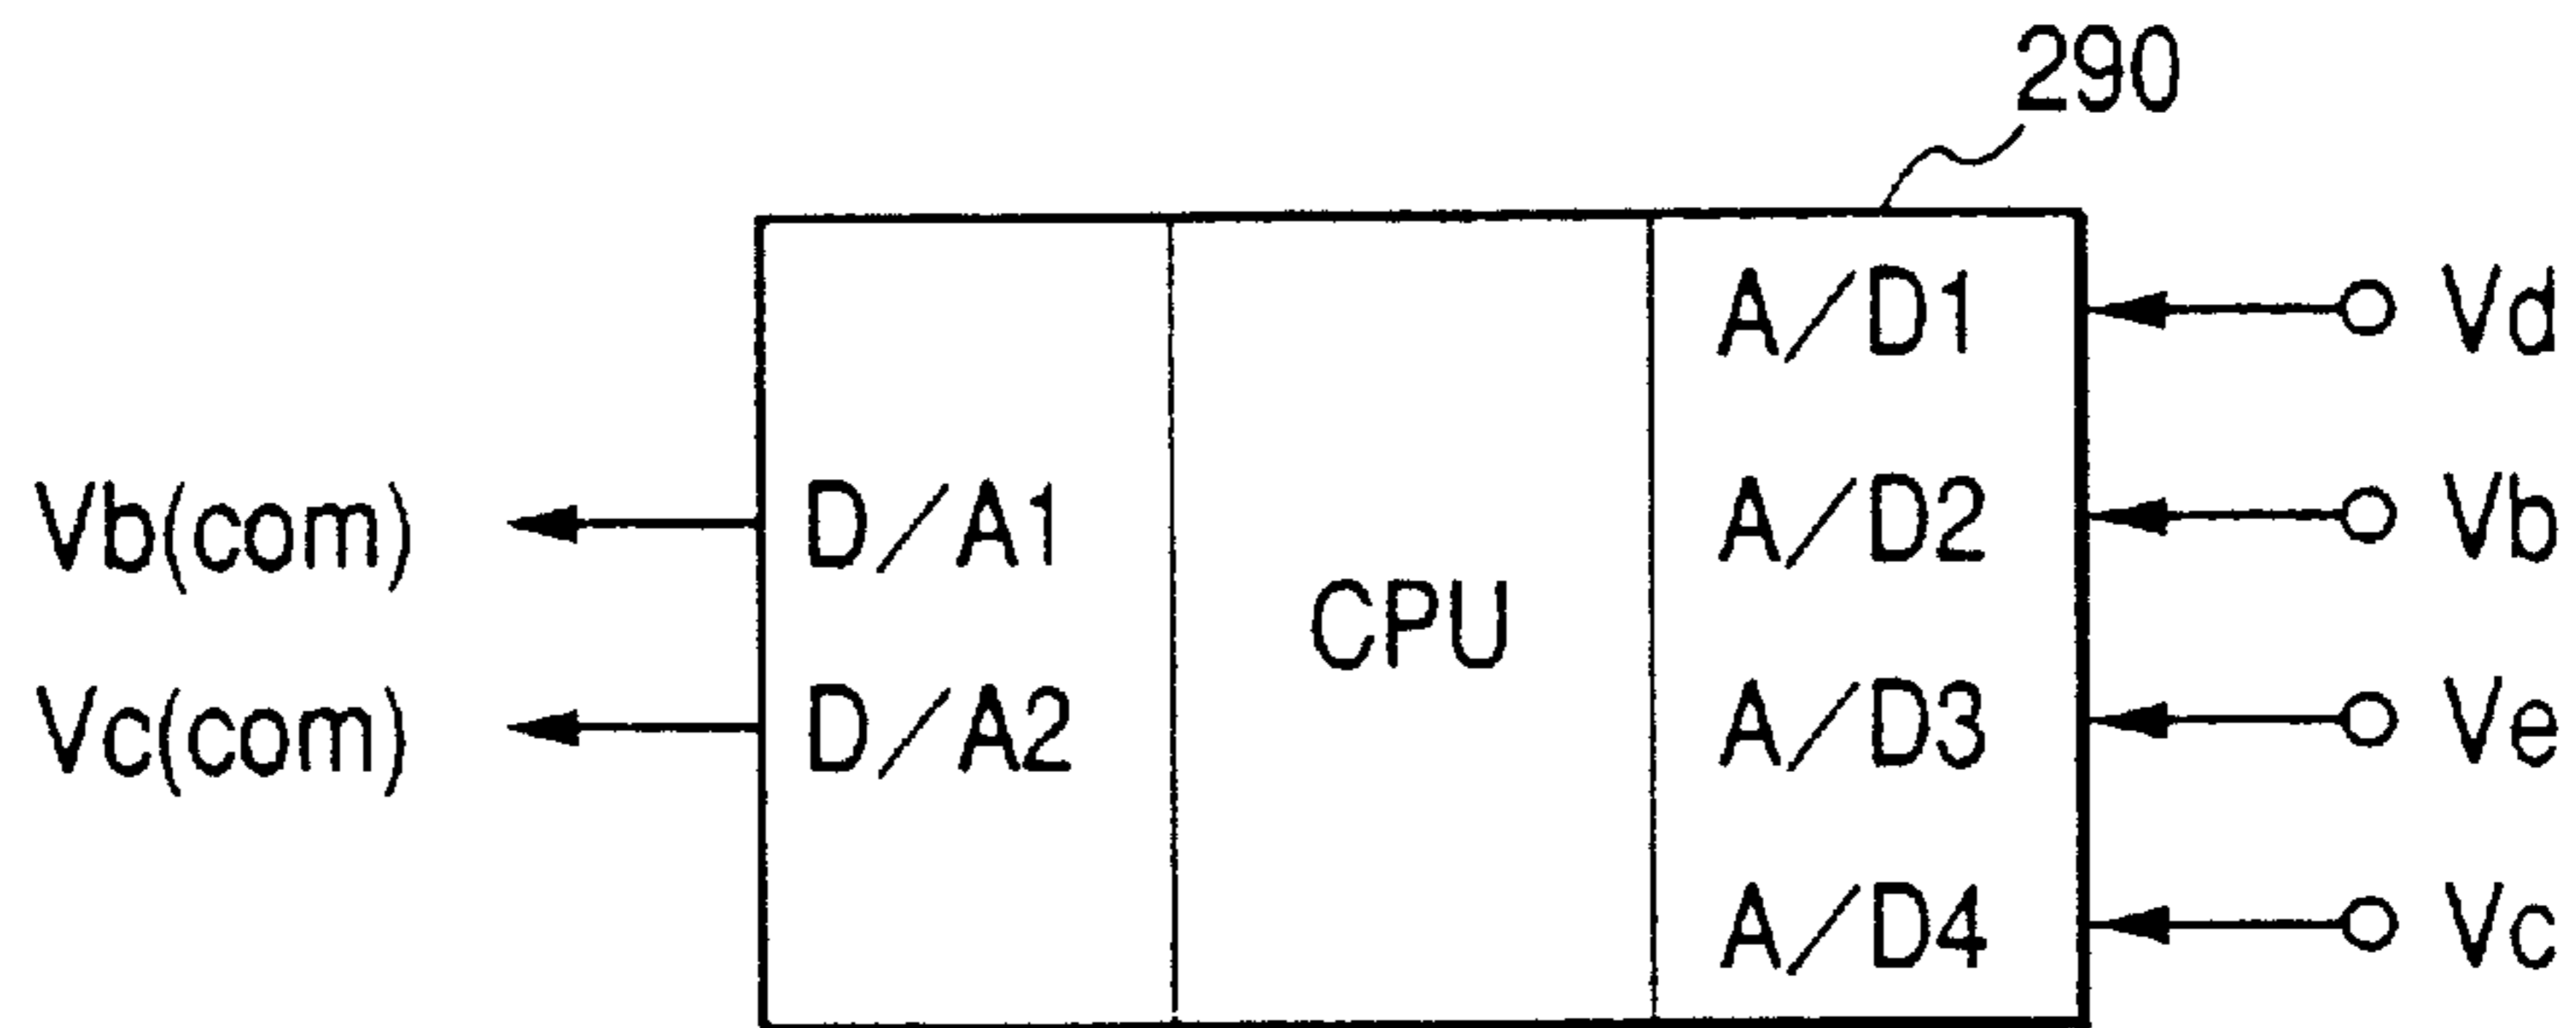 290
A/D1 Vd
Vb(com) D/A1 A/D2 Vb
CPU
Vc(com) D/A2 A/D3 Ve
A/D4 Vc